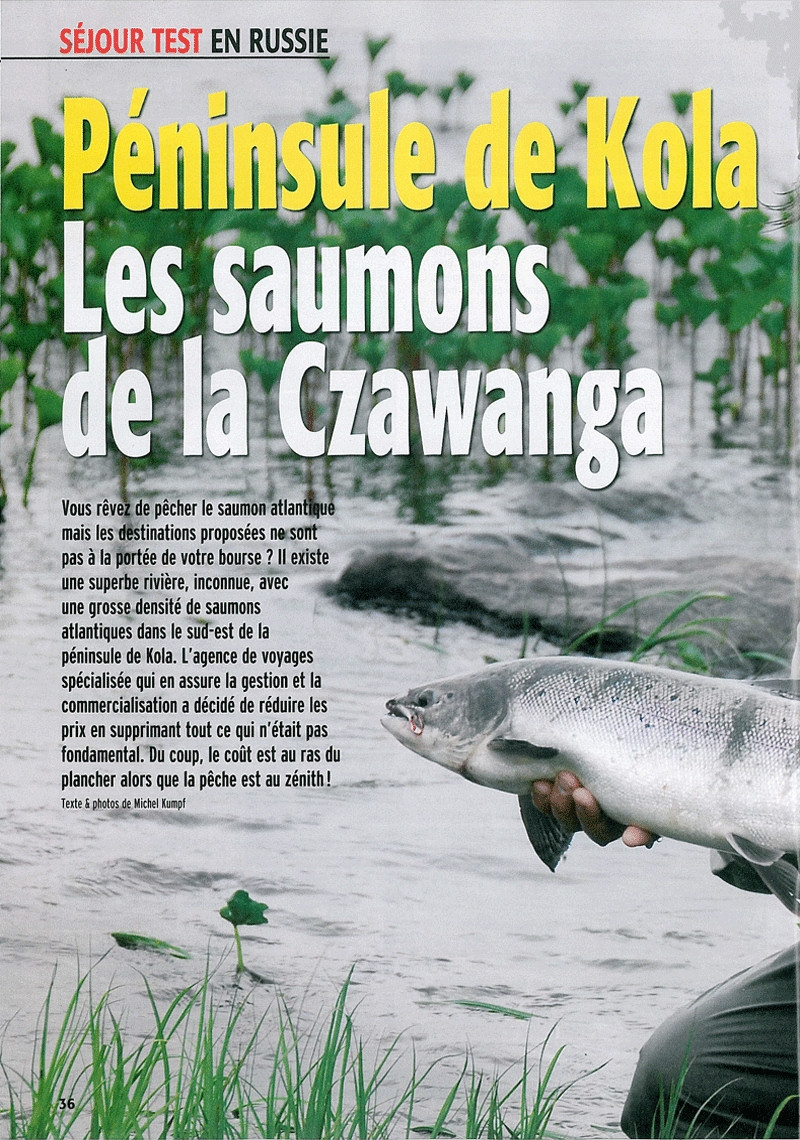 SÉJOUR TEST EN RUSSIE
Péninsule de Kola
Les saumons
de la Czawanga
Vous rêvez de pêcher le saumon atlantique
mais les destinations proposées ne sont
pas à la portée de votre bourse ? Il existe
une superbe rivière, inconnue, avec
une grosse densité de saumons
atlantiques dans le sud-est de la
péninsule de Kola. L'agence de voyages
spécialisée qui en assure la gestion et la
commercialisation a décidé de réduire les
prix en supprimant tout ce qui n'était pas
fondamental. Du coup, le coût est au ras du
plancher alors que la pêche est au zénith !
Texte & photos de Michel Kumpf
36